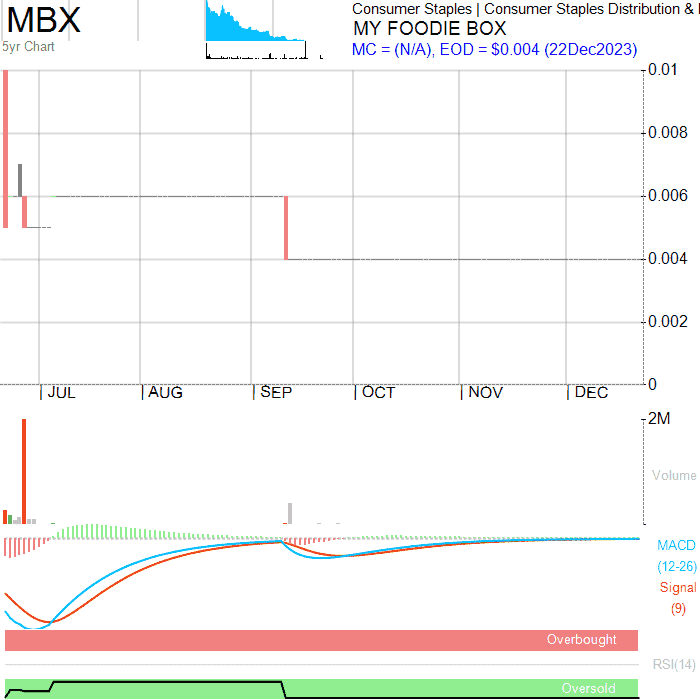 MBX
5yr Chart
Consumer Staples | Consumer Staples Distribution &
MY FOODIE BOX
MC = (N/A), EOD = $0.004 (22Dec2023)
0.01
0.008
0.006
0.004
0.002
0
JUL
AUG
SEP
OCT
NOV
DEC
2M
Volume
MACD
(12-26)
Signal
(9)
Overbought
RSI(14)
Oversold